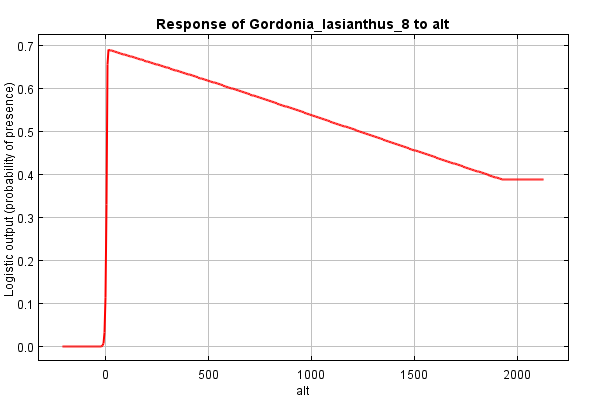 Response of Gordonia_lasianthus_8 to alt
Logistic output (probability of presence)
0.7
0.6
0.5
0.4
0.3
0.2
0.1
0.0
0 500 1000 1500 2000
alt